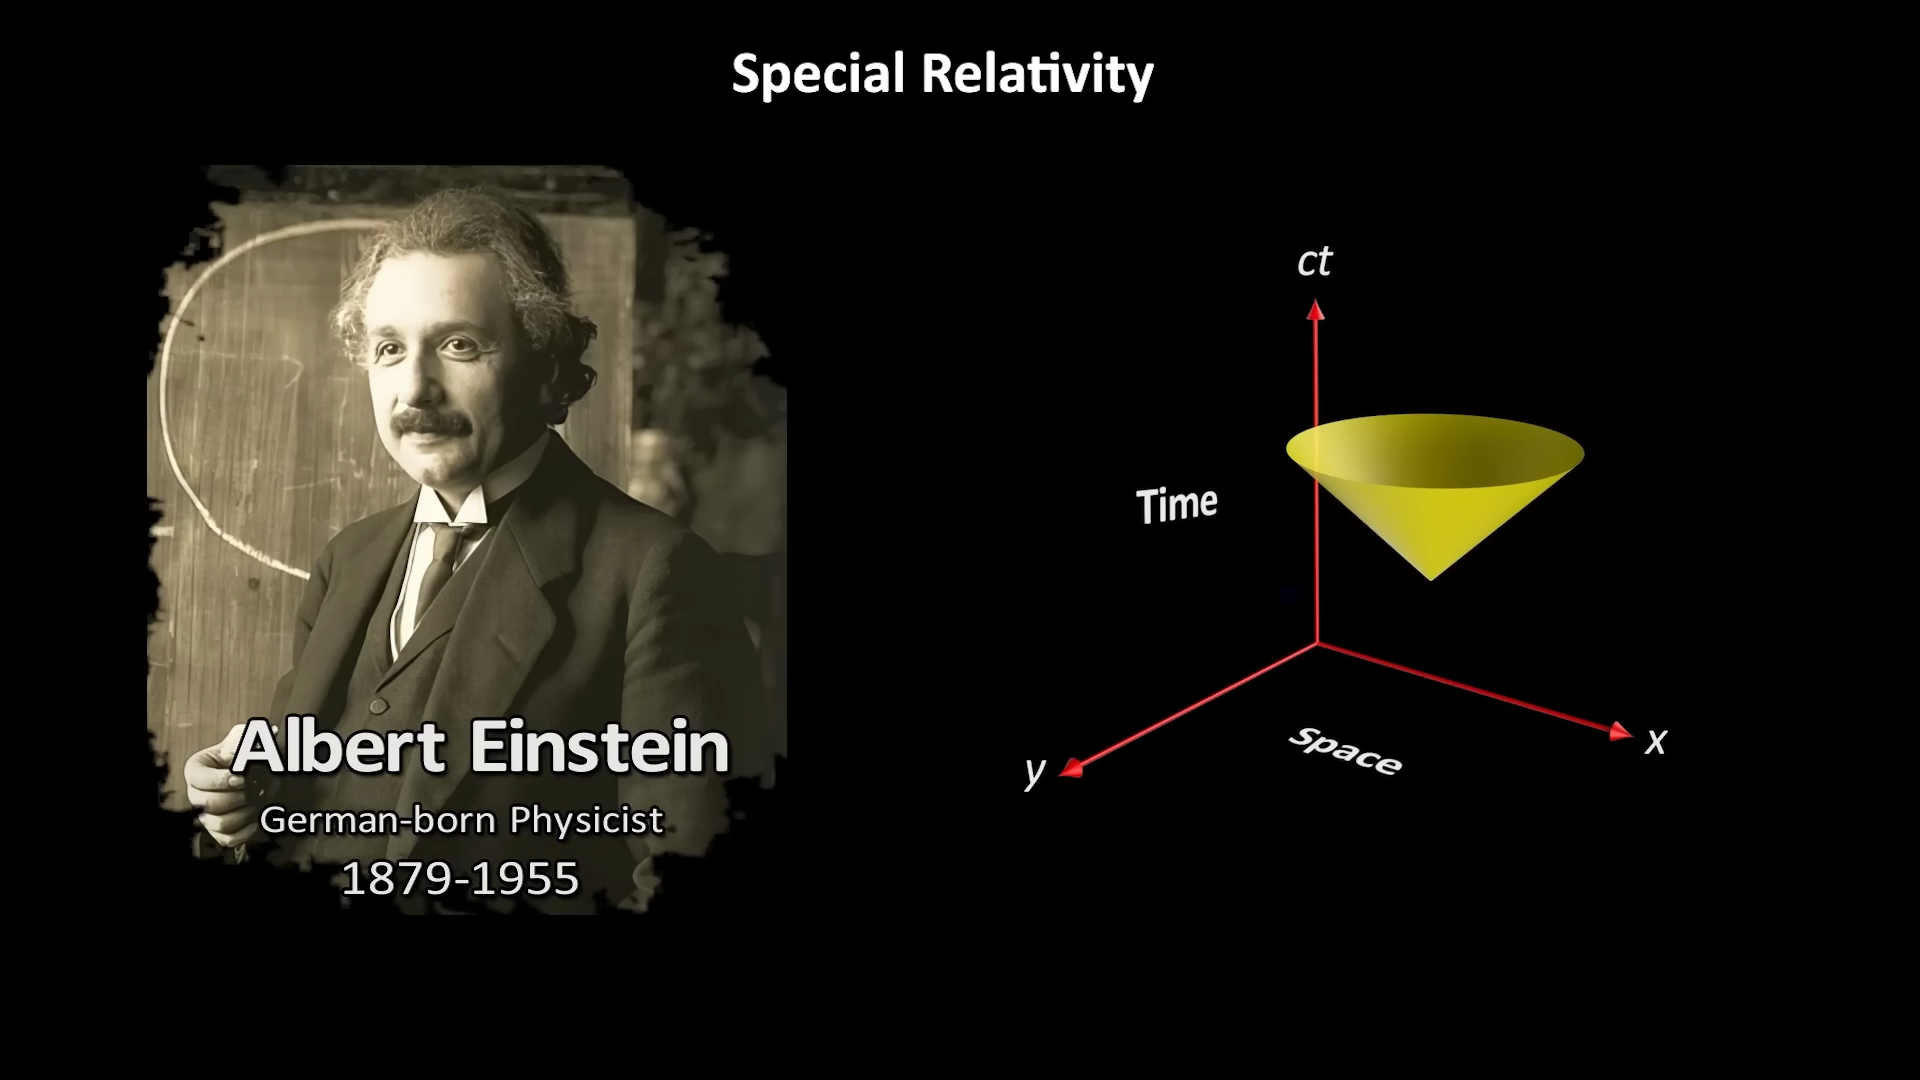 Special Relativity
Albert Einstein
German-born Physicist
1879-1955
ct
Time
y
Space
x